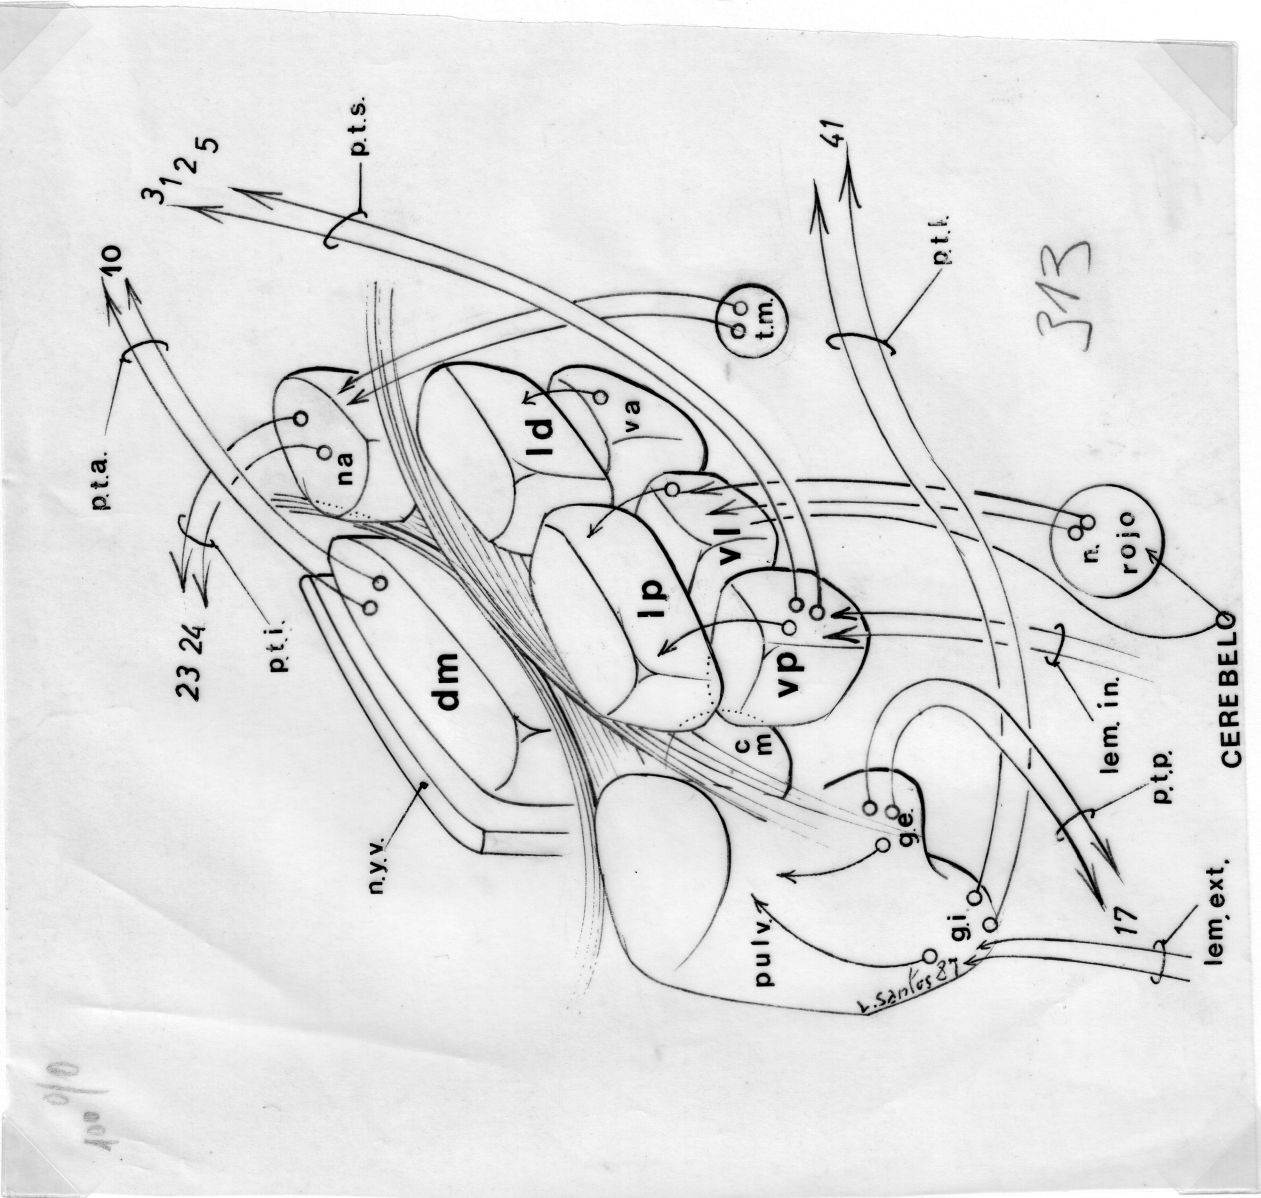 p.t.a.
10
3 1 2 5
p.t.s.
41
p.t.l.
313
23 24
p.t.i.
na
ld
va
t.m.
dm
lp
vl
n.
rojo
vp
c
m
lem. in.
CEREBELO
n.y.v.
g.e.
p.t.p.
pulv.
g.i.
17
lem. ext.
r. santos 87
100 %